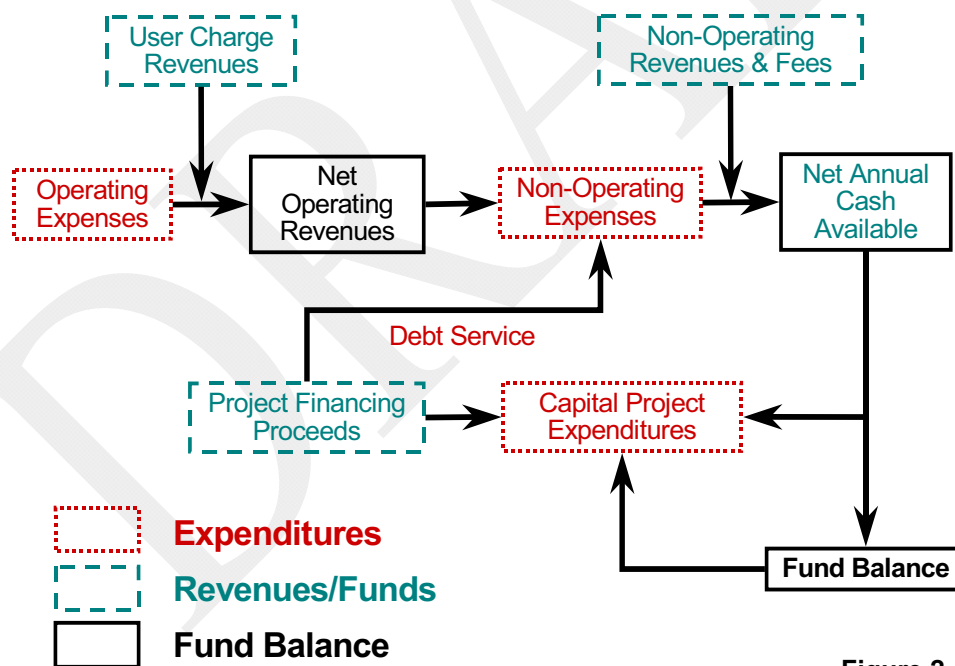 DRA
User Charge
Revenues
Non-Operating
Revenues & Fees
Operating
Expenses
Net
Operating
Revenues
Non-Operating
Expenses
Net Annual
Cash
Available
Debt Service
Project Financing
Proceeds
Capital Project
Expenditures
Fund Balance
Expenditures
Revenues/Funds
Fund Balance